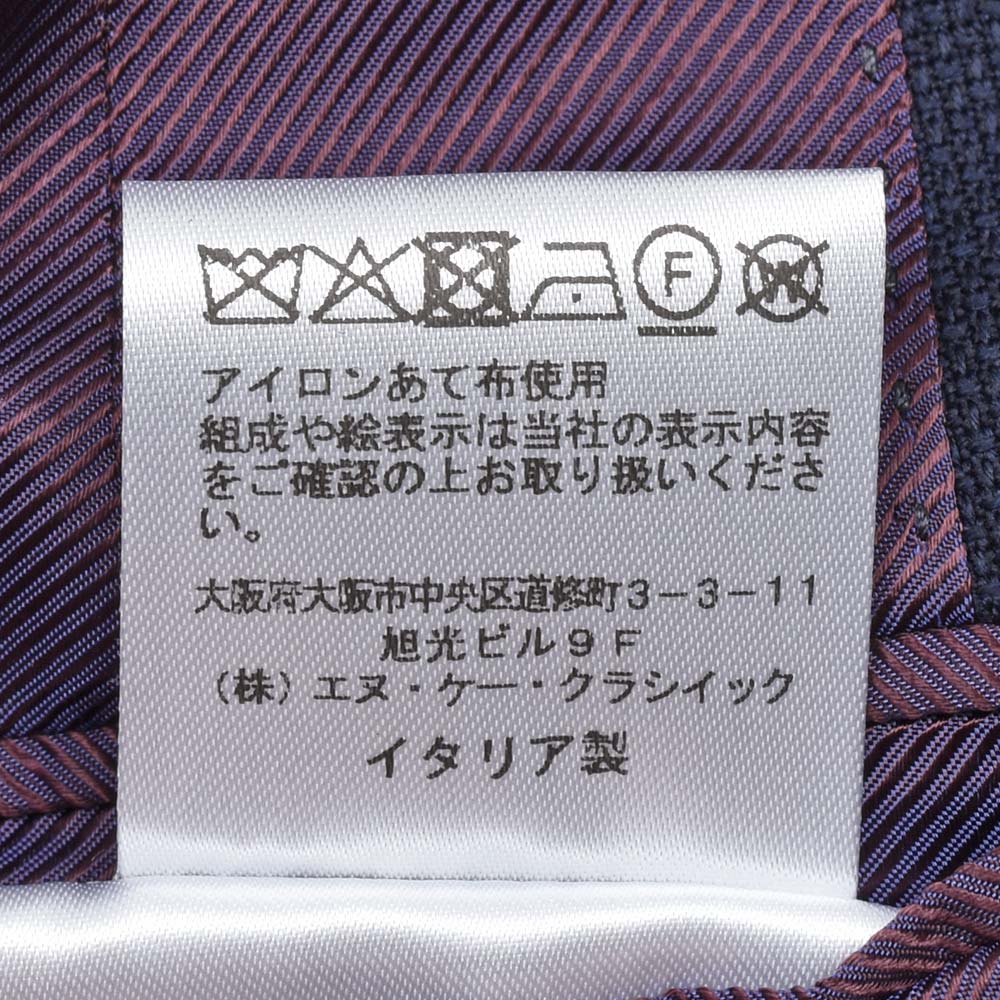 F
W
アイロンあて布使用
組成や絵表示は当社の表示内容
をご確認の上お取り扱いくださ
い。
大阪府大阪市中央区道修町3-3-11
旭光ビル9F
(株)エヌ・ケー・クラシイック
イタリア製